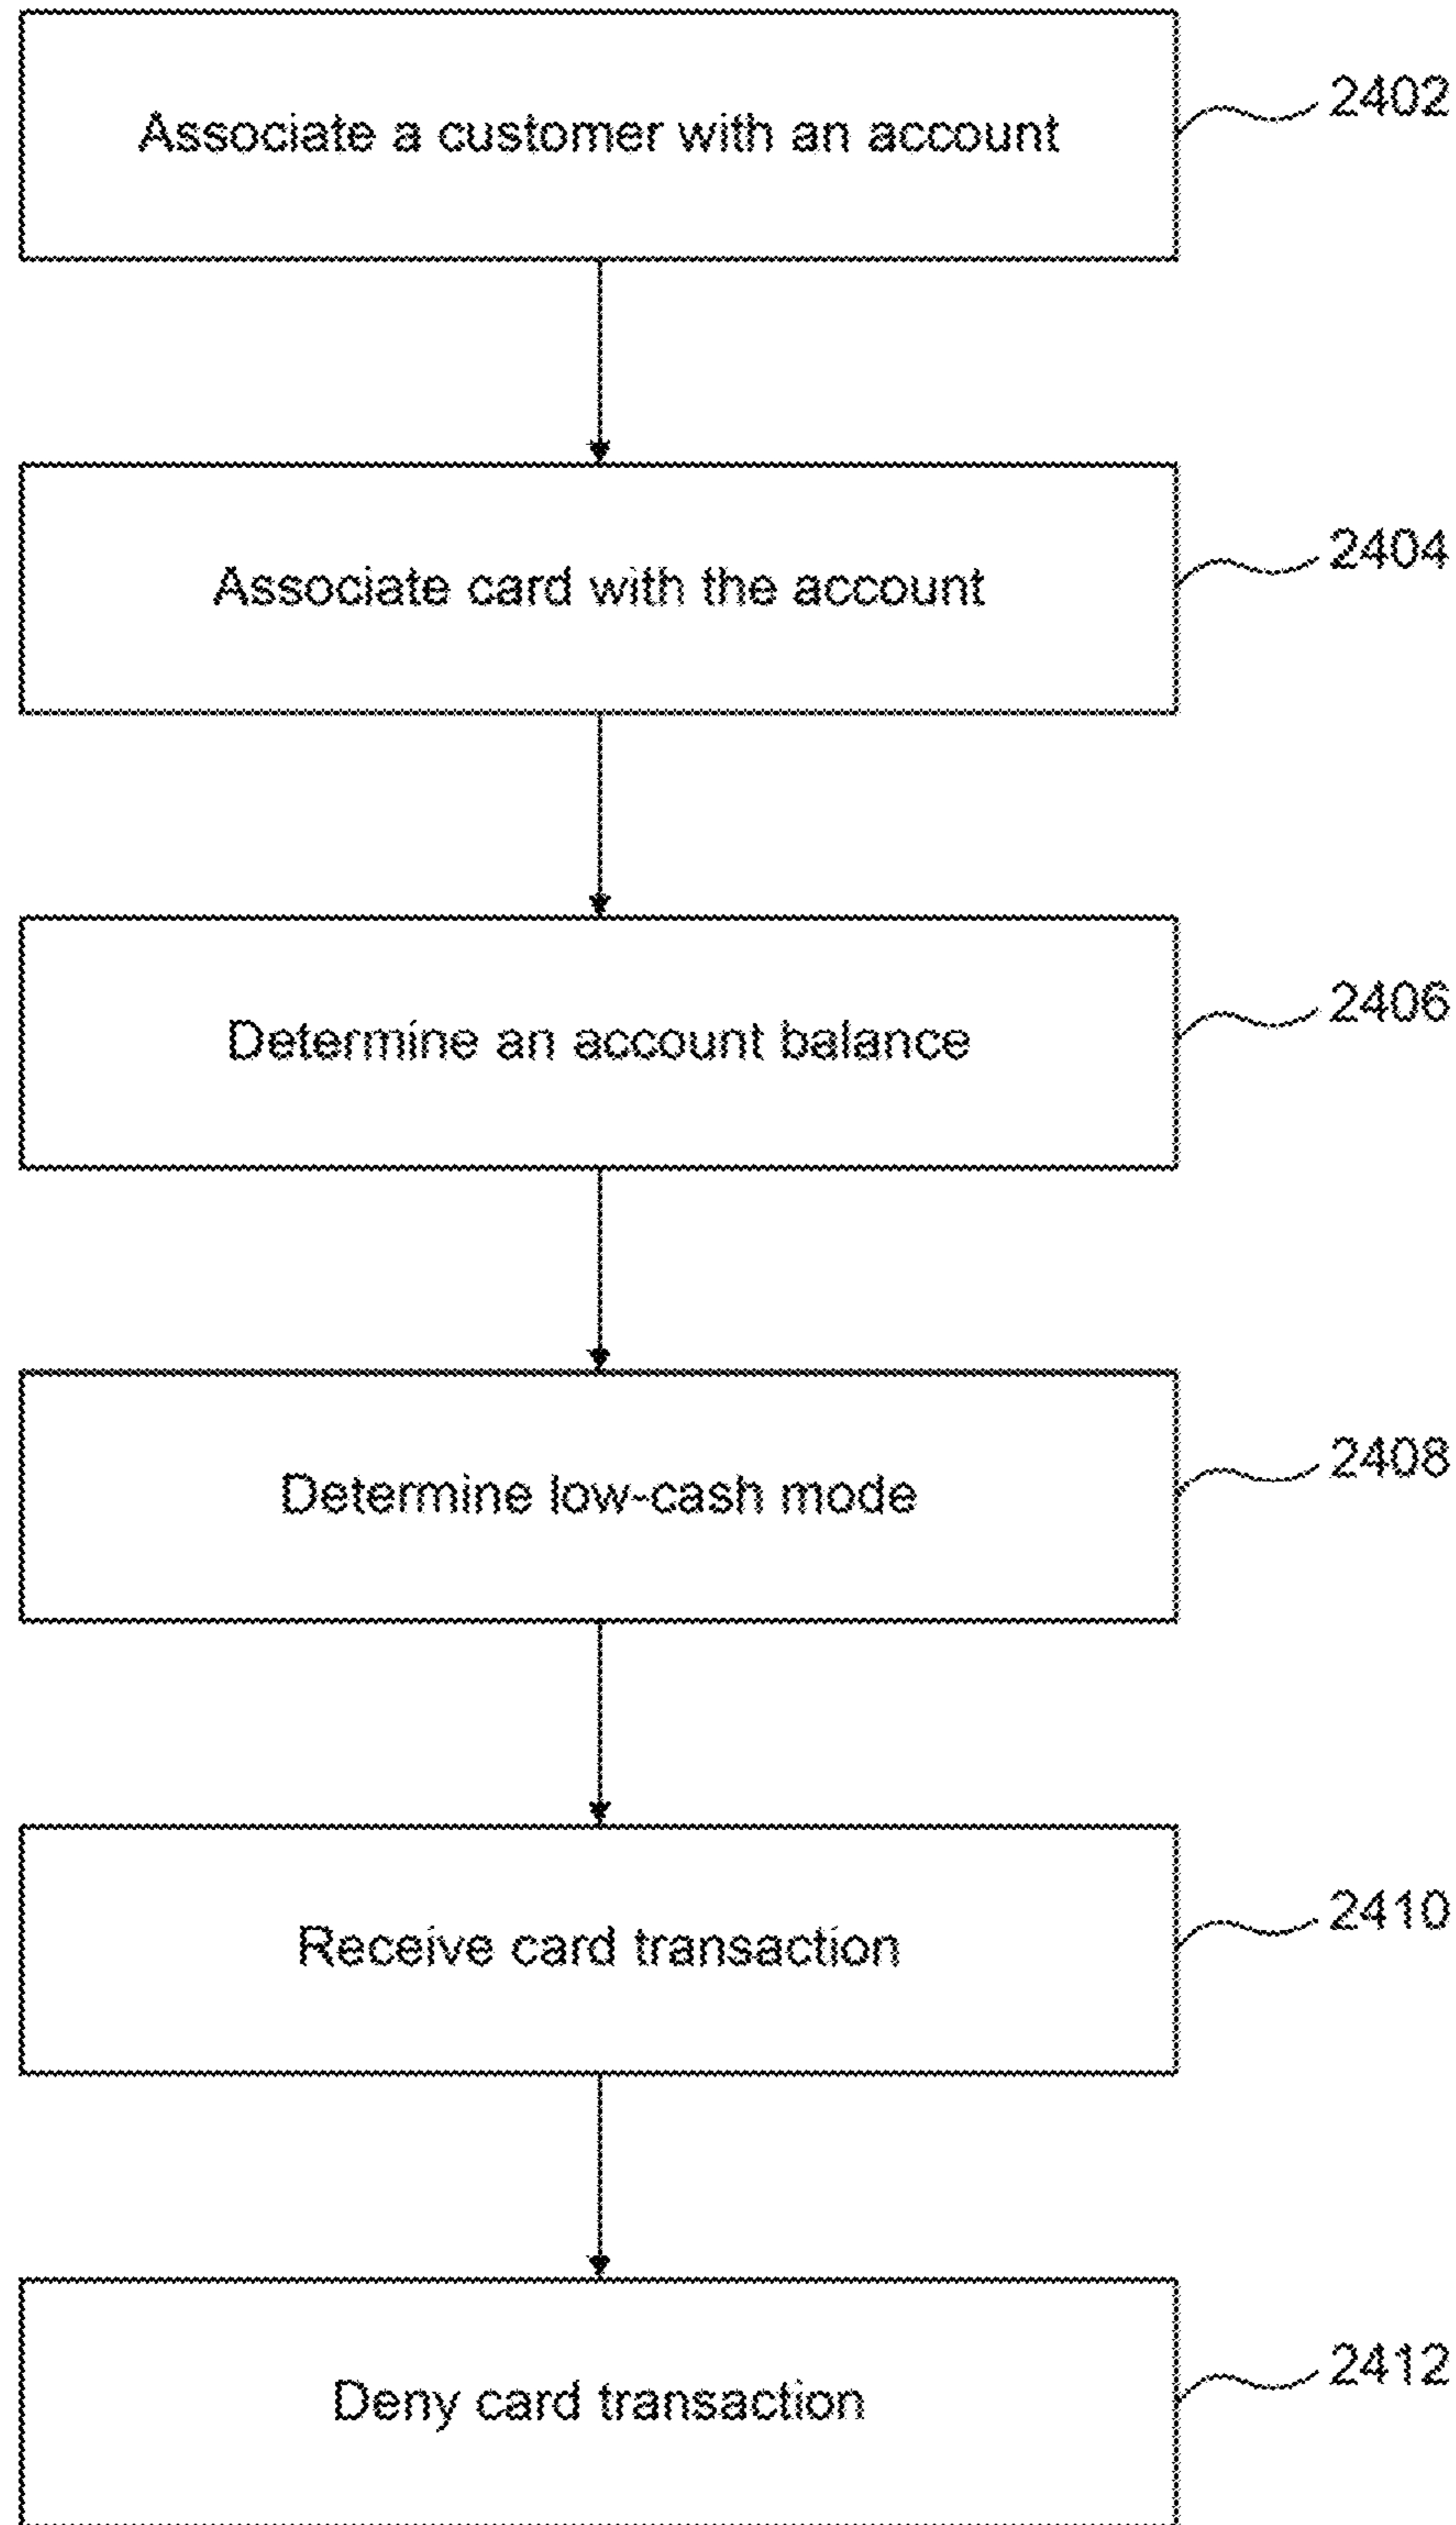 Associate a customer with an account
2402
Associate card with the account
2404
Determine an account balance
2406
Determine low-cash mode
2408
Receive card transaction
2410
Deny card transaction
2412